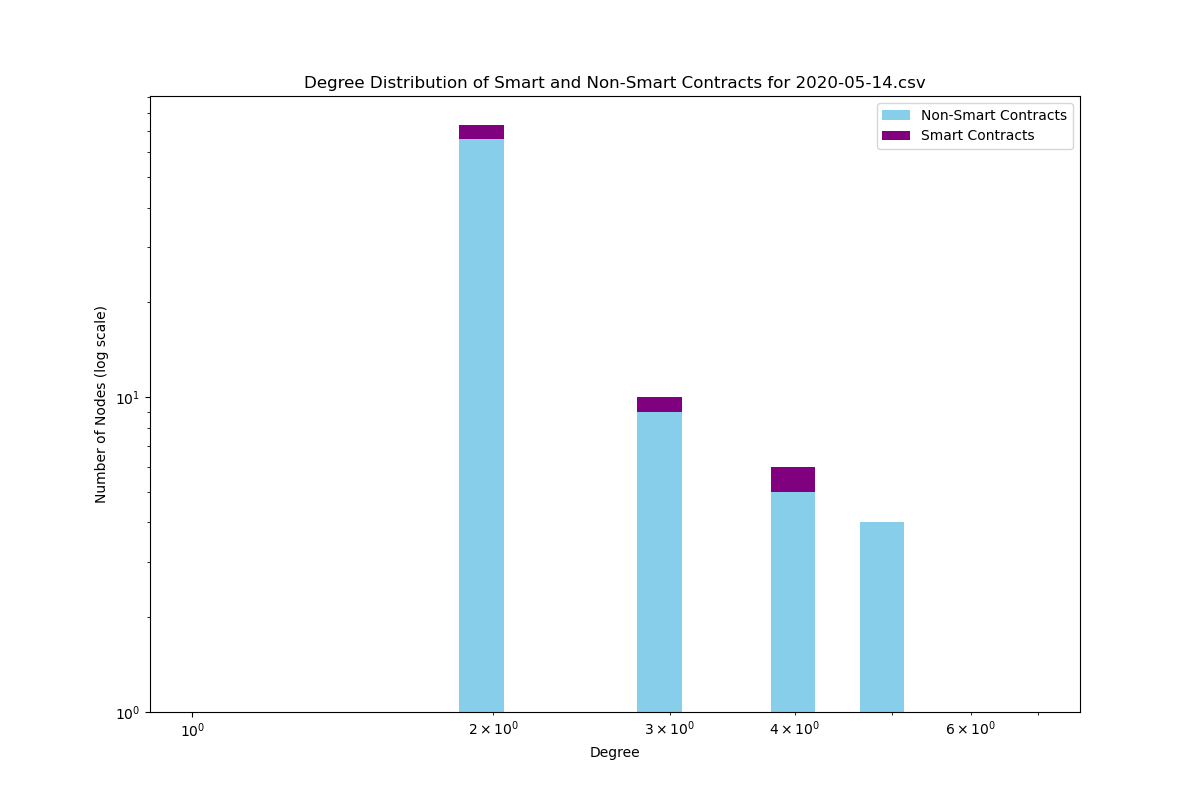 Degree Distribution of Smart and Non-Smart Contracts for 2020-05-14.csv
Non-Smart Contracts
Smart Contracts
Number of Nodes (log scale)
10¹
10⁰
10⁰
2 × 10⁰
3 × 10⁰
4 × 10⁰
6 × 10⁰
Degree